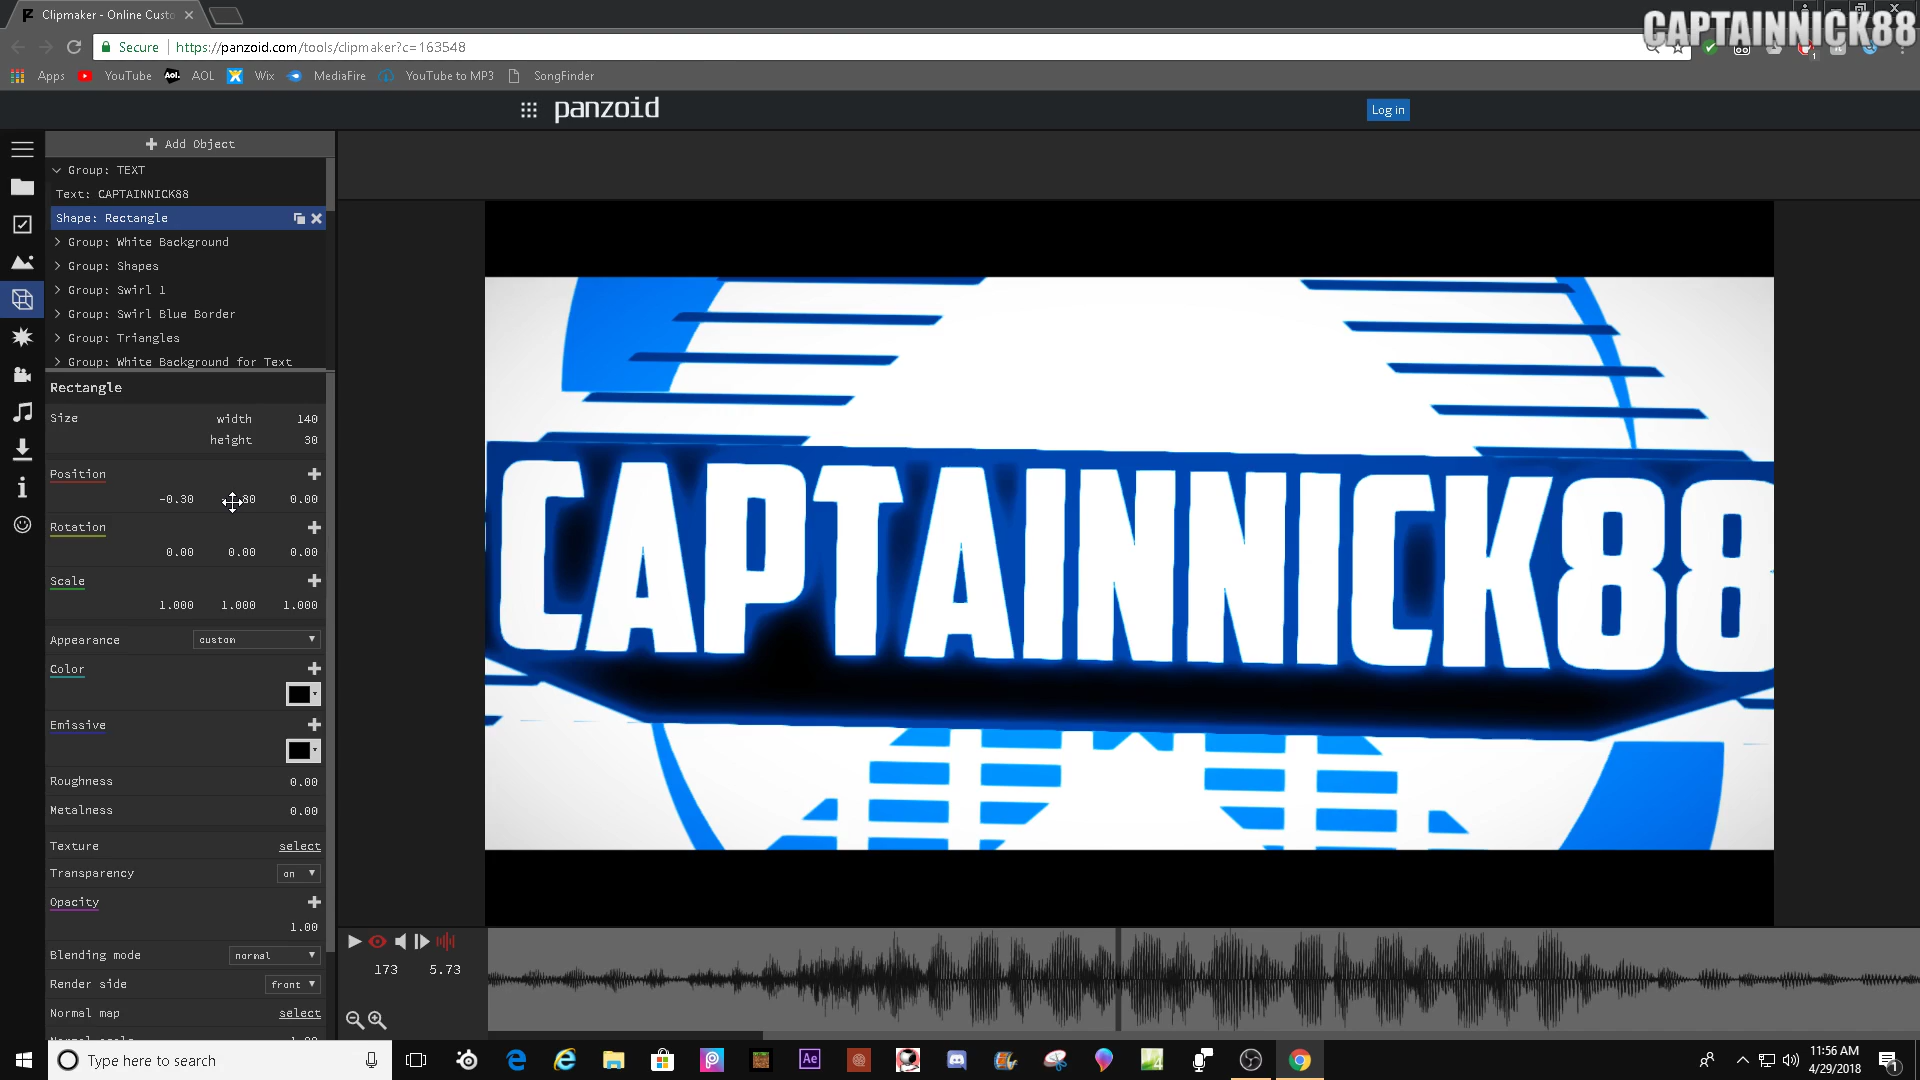 Clipmaker - Online Custo
CAPTAINNICK88
Secure
https://panzoid.com/tools/clipmaker?c=163548
Apps
YouTube
Aol.
AOL
Wix
MediaFire
YouTube to MP3
SongFinder
panzoid
Log in
Add Object
Group: TEXT
Text: CAPTAINNICK88
Shape: Rectangle
Group: White Background
Group: Shapes
Group: Swirl 1
Group: Swirl Blue Border
Group: Triangles
Group: White Background for Text
Rectangle
Size width 140
height 30
Position
-0.30 0.00
Rotation
0.00 0.00 0.00
Scale
1.000 1.000 1.000
Appearance custom
Color
Emissive
Roughness 0.00
Metalness 0.00
Texture select
Transparency on
Opacity
1.00
Blending mode normal
Render side front
Normal map select
CAPTAINNICK88
173 5.73
Type here to search
Ae
11:56 AM
4/29/2018